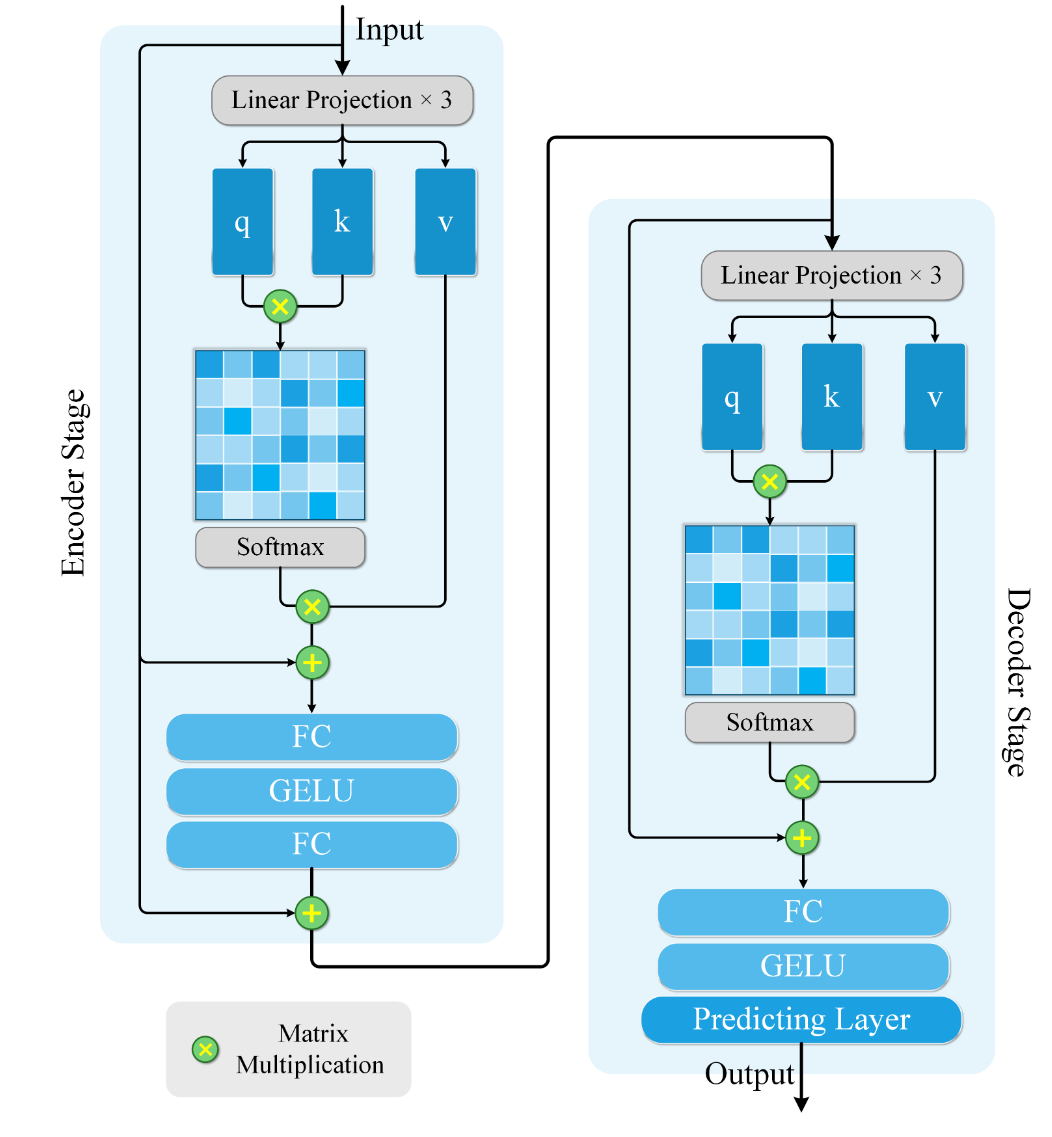 Input
Linear Projection × 3
q
k
v
Softmax
FC
GELU
FC
Encoder Stage
Matrix
Multiplication
Linear Projection × 3
q
k
v
Softmax
FC
GELU
Predicting Layer
Output
Decoder Stage